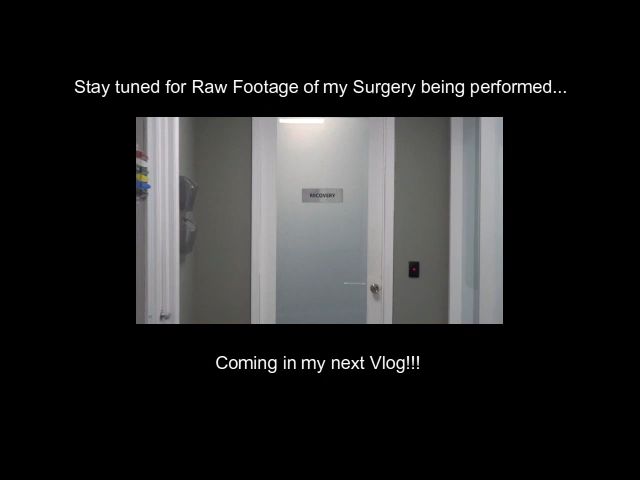 Stay tuned for Raw Footage of my Surgery being performed...
RECOVERY
Coming in my next Vlog!!!